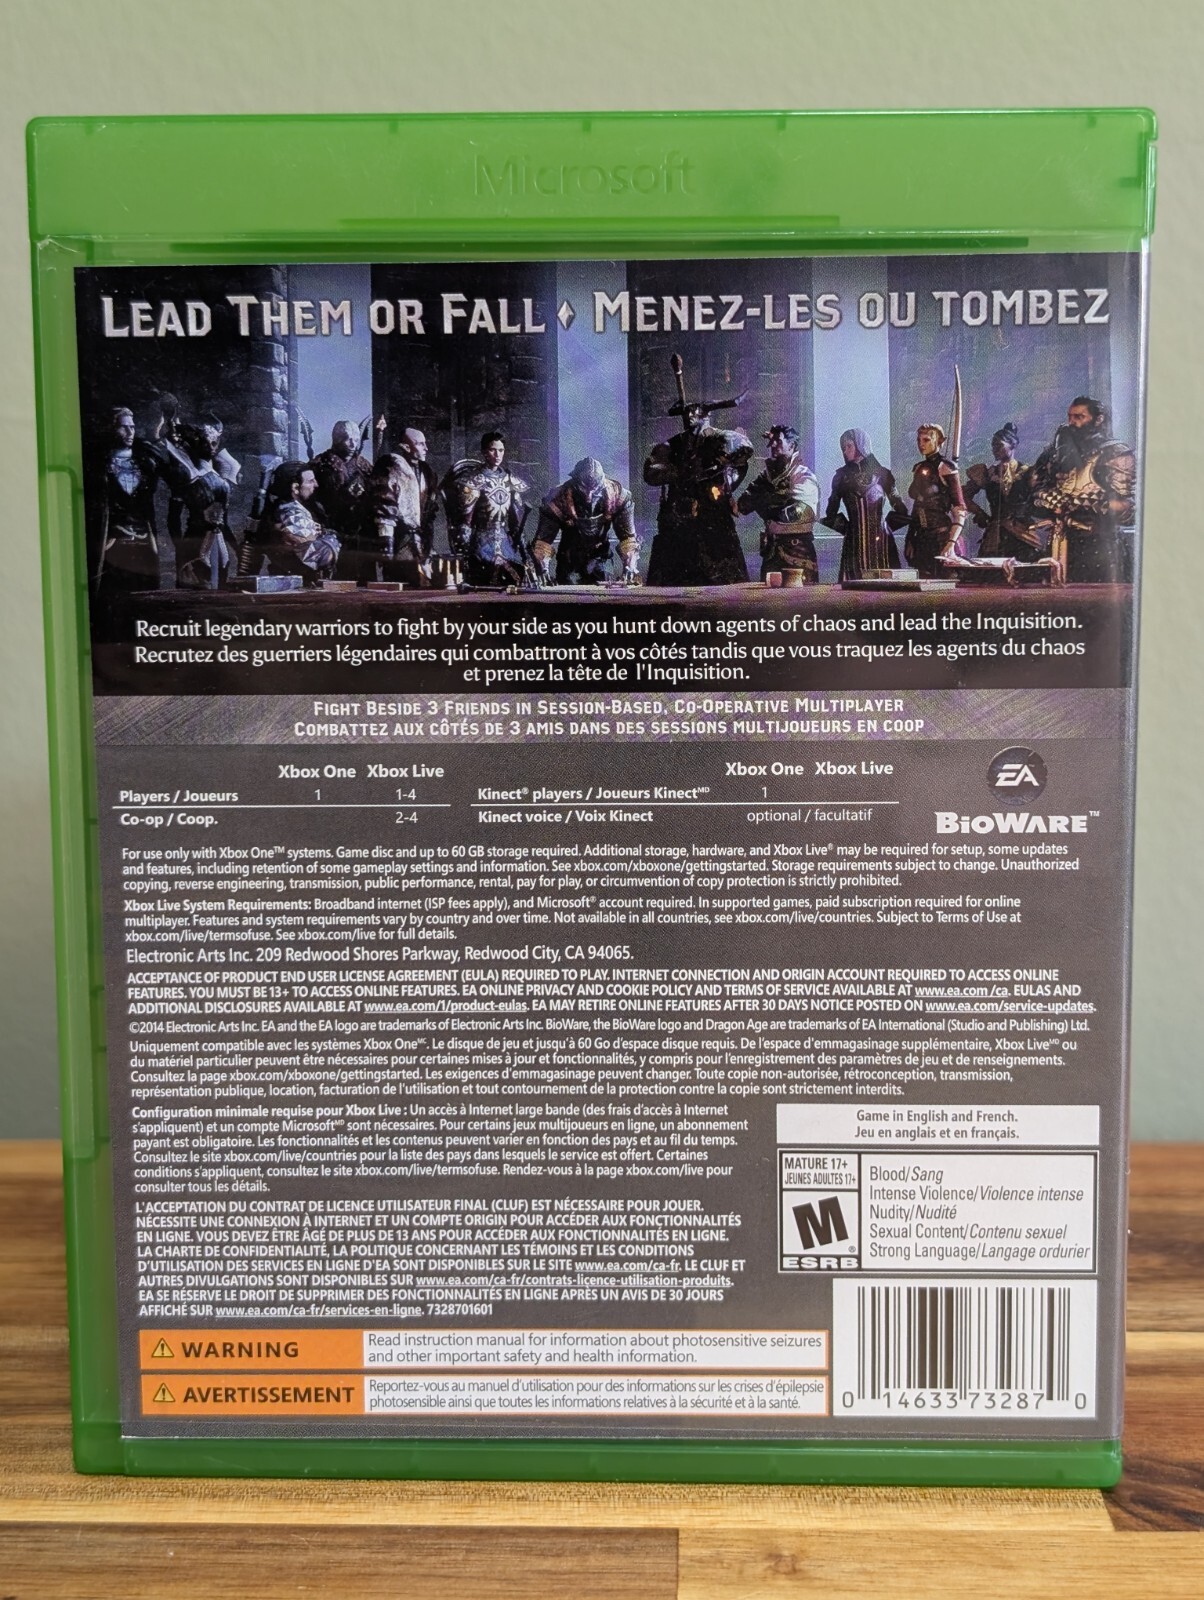 Microsoft
LEAD THEM OR FALL ♦ MENEZ-LES OU TOMBEZ
Recruit legendary warriors to fight by your side as you hunt down agents of chaos and lead the Inquisition.
Recrutez des guerriers légendaires qui combattront à vos côtés tandis que vous traquez les agents du chaos
et prenez la tête de l'Inquisition.
FIGHT BESIDE 3 FRIENDS IN SESSION-BASED, CO-OPERATIVE MULTIPLAYER
COMBATTEZ AUX CÔTÉS DE 3 AMIS DANS DES SESSIONS MULTIJOUEURS EN COOP
Xbox One Xbox Live
Players / Joueurs 1 1-4
Co-op / Coop. 2-4
Xbox One Xbox Live
Kinect® players / Joueurs Kinect^MD 1
Kinect voice / Voix Kinect optional / facultatif
EA
BIOWARE™
For use only with Xbox One™ systems. Game disc and up to 60 GB storage required. Additional storage, hardware, and Xbox Live® may be required for setup, some updates
and features, including retention of some gameplay settings and information. See xbox.com/xboxone/gettingstarted. Storage requirements subject to change. Unauthorized
copying, reverse engineering, transmission, public performance, rental, pay for play, or circumvention of copy protection is strictly prohibited.
Xbox Live System Requirements: Broadband internet (ISP fees apply), and Microsoft® account required. In supported games, paid subscription required for online
multiplayer. Features and system requirements vary by country and over time. Not available in all countries, see xbox.com/live/countries. Subject to Terms of Use at
xbox.com/live/termsofuse. See xbox.com/live for full details.
Electronic Arts Inc. 209 Redwood Shores Parkway, Redwood City, CA 94065.
ACCEPTANCE OF PRODUCT END USER LICENSE AGREEMENT (EULA) REQUIRED TO PLAY. INTERNET CONNECTION AND ORIGIN ACCOUNT REQUIRED TO ACCESS ONLINE
FEATURES. YOU MUST BE 13+ TO ACCESS ONLINE FEATURES. EA ONLINE PRIVACY AND COOKIE POLICY AND TERMS OF SERVICE AVAILABLE AT www.ea.com /ca. EULAS AND
ADDITIONAL DISCLOSURES AVAILABLE AT www.ea.com/1/product-eulas. EA MAY RETIRE ONLINE FEATURES AFTER 30 DAYS NOTICE POSTED ON www.ea.com/service-updates.
©2014 Electronic Arts Inc. EA and the EA logo are trademarks of Electronic Arts Inc. BioWare, the BioWare logo and Dragon Age are trademarks of EA International (Studio and Publishing) Ltd.
Uniquement compatible avec les systèmes Xbox One^MC. Le disque de jeu et jusqu'à 60 Go d'espace disque requis. De l'espace d'emmagasinage supplémentaire, Xbox Live^MD ou
du matériel particulier peuvent être nécessaires pour certaines mises à jour et fonctionnalités, y compris pour l'enregistrement des paramètres de jeu et de renseignements.
Consultez la page xbox.com/xboxone/gettingstarted. Les exigences d'emmagasinage peuvent changer. Toute copie non-autorisée, rétroconception, transmission,
représentation publique, location, facturation de l'utilisation et tout contournement de la protection contre la copie sont strictement interdits.
Configuration minimale requise pour Xbox Live : Un accès à Internet large bande (des frais d'accès à Internet
s'appliquent) et un compte Microsoft^MD sont nécessaires. Pour certains jeux multijoueurs en ligne, un abonnement
payant est obligatoire. Les fonctionnalités et les contenus peuvent varier en fonction des pays et au fil du temps.
Consultez le site xbox.com/live/countries pour la liste des pays dans lesquels le service est offert. Certaines
conditions s'appliquent, consultez le site xbox.com/live/termsofuse. Rendez-vous à la page xbox.com/live pour
consulter tous les détails.
L'ACCEPTATION DU CONTRAT DE LICENCE UTILISATEUR FINAL (CLUF) EST NÉCESSAIRE POUR JOUER.
NÉCESSITE UNE CONNEXION À INTERNET ET UN COMPTE ORIGIN POUR ACCÉDER AUX FONCTIONNALITÉS
EN LIGNE. VOUS DEVEZ ÊTRE ÂGÉ DE PLUS DE 13 ANS POUR ACCÉDER AUX FONCTIONNALITÉS EN LIGNE.
LA CHARTE DE CONFIDENTIALITÉ, LA POLITIQUE CONCERNANT LES TÉMOINS ET LES CONDITIONS
D'UTILISATION DES SERVICES EN LIGNE D'EA SONT DISPONIBLES SUR LE SITE www.ea.com/ca-fr. LE CLUF ET
AUTRES DIVULGATIONS SONT DISPONIBLES SUR www.ea.com/ca-fr/contrats-licence-utilisation-produits.
EA SE RÉSERVE LE DROIT DE SUPPRIMER DES FONCTIONNALITÉS EN LIGNE APRÈS UN AVIS DE 30 JOURS
AFFICHÉ SUR www.ea.com/ca-fr/services-en-ligne. 7328701601
Game in English and French.
Jeu en anglais et en français.
MATURE 17+
JEUNES ADULTES 17+
M®
ESRB
Blood/Sang
Intense Violence/Violence intense
Nudity/Nudité
Sexual Content/Contenu sexuel
Strong Language/Langage ordurier
WARNING
Read instruction manual for information about photosensitive seizures
and other important safety and health information.
AVERTISSEMENT
Reportez-vous au manuel d'utilisation pour des informations sur les crises d'épilepsie
photosensible ainsi que toutes les informations relatives à la sécurité et à la santé.
0 14633 73287 0